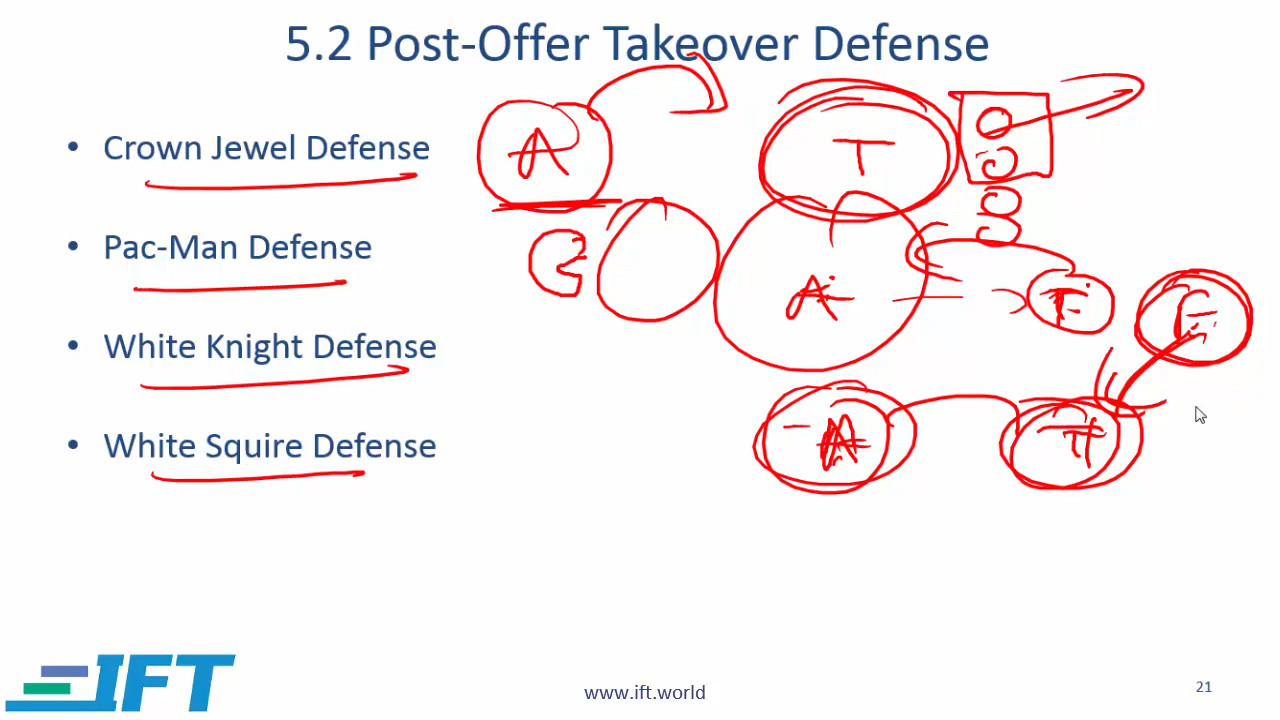 5.2 Post-Offer Takeover Defense
• Crown Jewel Defense
• Pac-Man Defense
• White Knight Defense
• White Squire Defense
A
T
A
T
A
T
IFT
www.ift.world
21